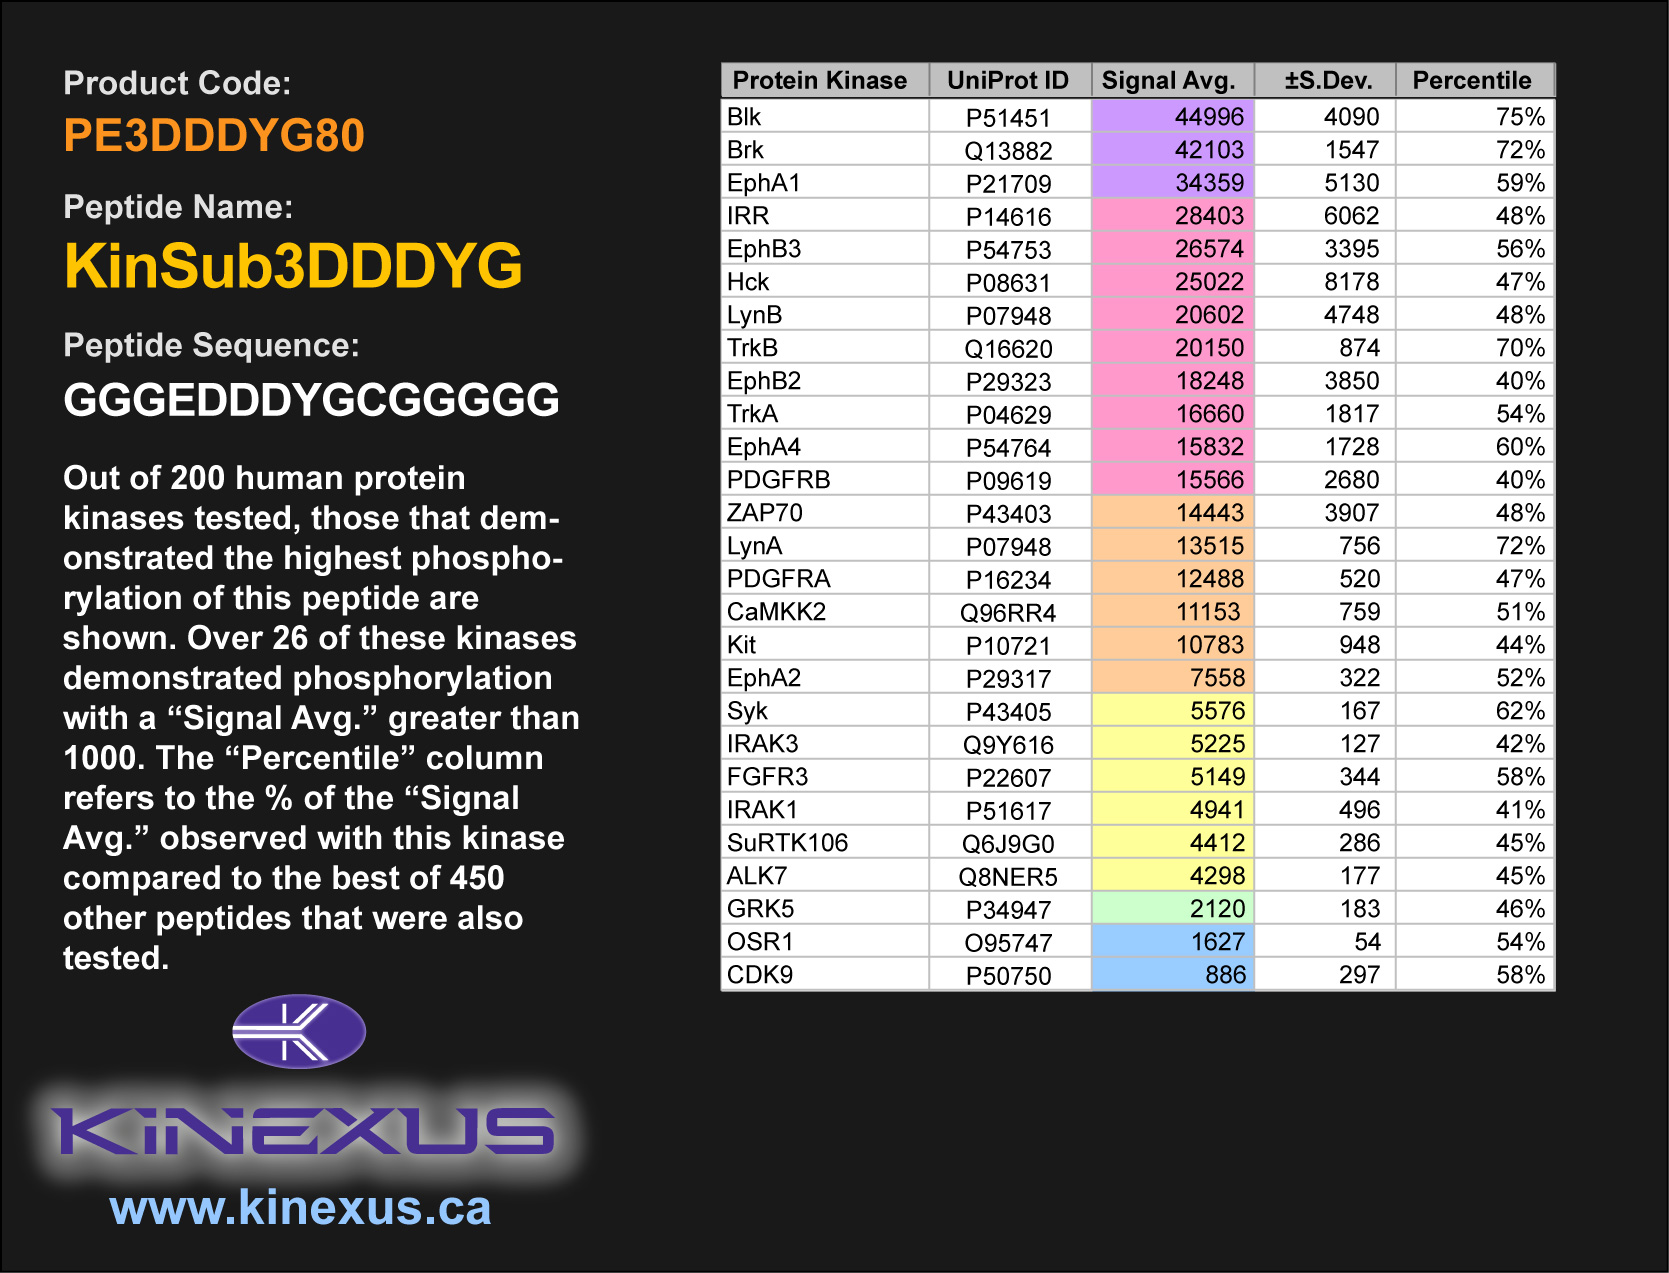 Product Code:
PE3DDDYG80
Peptide Name:
KinSub3DDDYG
Peptide Sequence:
GGGEDDDYGCGGGGG
Out of 200 human protein
kinases tested, those that dem-
onstrated the highest phospho-
rylation of this peptide are
shown. Over 26 of these kinases
demonstrated phosphorylation
with a “Signal Avg.” greater than
1000. The “Percentile” column
refers to the % of the “Signal
Avg.” observed with this kinase
compared to the best of 450
other peptides that were also
tested.
KINEXUS
www.kinexus.ca
Protein Kinase UniProt ID Signal Avg. ±S.Dev. Percentile
Blk P51451 44996 4090 75%
Brk Q13882 42103 1547 72%
EphA1 P21709 34359 5130 59%
IRR P14616 28403 6062 48%
EphB3 P54753 26574 3395 56%
Hck P08631 25022 8178 47%
LynB P07948 20602 4748 48%
TrkB Q16620 20150 874 70%
EphB2 P29323 18248 3850 40%
TrkA P04629 16660 1817 54%
EphA4 P54764 15832 1728 60%
PDGFRB P09619 15566 2680 40%
ZAP70 P43403 14443 3907 48%
LynA P07948 13515 756 72%
PDGFRA P16234 12488 520 47%
CaMKK2 Q96RR4 11153 759 51%
Kit P10721 10783 948 44%
EphA2 P29317 7558 322 52%
Syk P43405 5576 167 62%
IRAK3 Q9Y616 5225 127 42%
FGFR3 P22607 5149 344 58%
IRAK1 P51617 4941 496 41%
SuRTK106 Q6J9G0 4412 286 45%
ALK7 Q8NER5 4298 177 45%
GRK5 P34947 2120 183 46%
OSR1 O95747 1627 54 54%
CDK9 P50750 886 297 58%